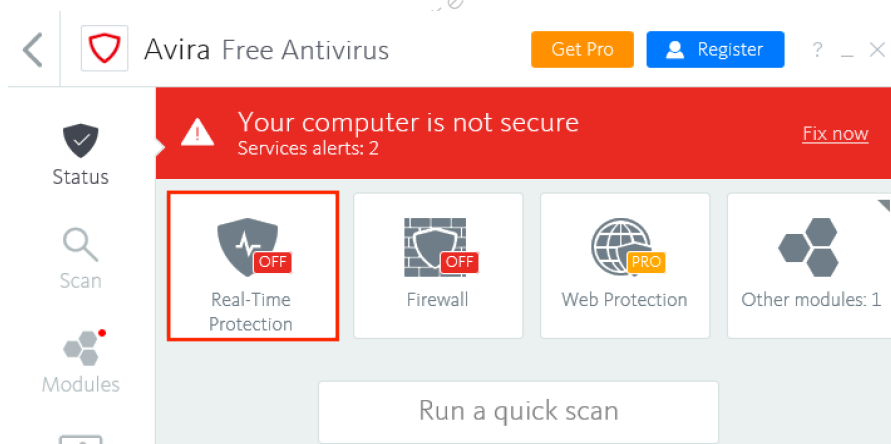 Avira Free Antivirus
Get Pro
Register
?
Your computer is not secure
Services alerts: 2
Fix now
Status
Scan
Modules
OFF
Real-Time
Protection
OFF
Firewall
PRO
Web Protection
Other modules: 1
Run a quick scan